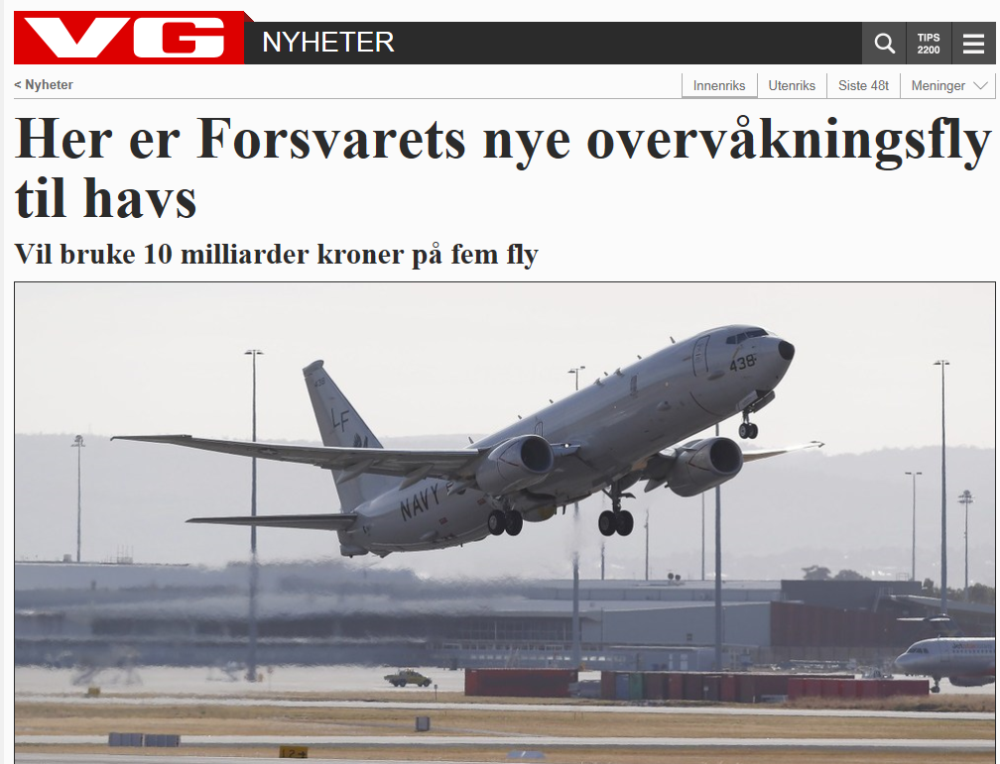 VG NYHETER
TIPS
2200
< Nyheter
Innenriks Utenriks Siste 48t Meninger
Her er Forsvarets nye overvåkningsfly
til havs
Vil bruke 10 milliarder kroner på fem fly
438
438
LF
NAVY